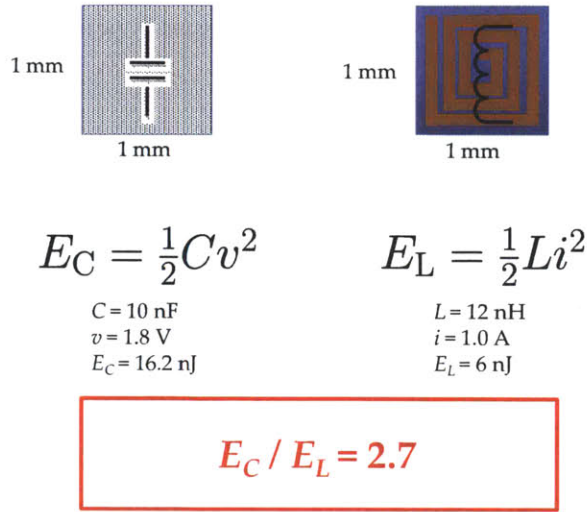 1 mm
1 mm
1 mm
1 mm
E_C = ½Cv²
E_L = ½Li²
C = 10 nF
v = 1.8 V
E_C = 16.2 nJ
L = 12 nH
i = 1.0 A
E_L = 6 nJ
E_C / E_L = 2.7